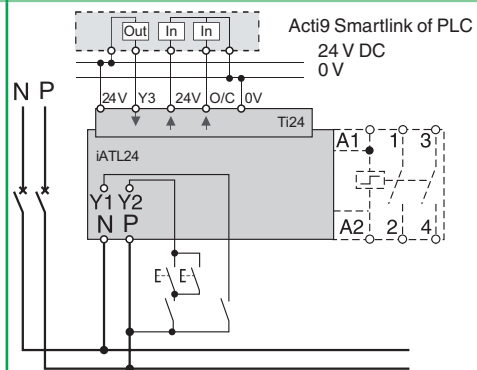 Acti9 Smartlink of PLC
Out In In
24 V DC
0 V
N P
24V Y3 24V O/C 0V
Ti24
iATL24
A1 1 3
Y1 Y2
N P
A2 2 4
E E